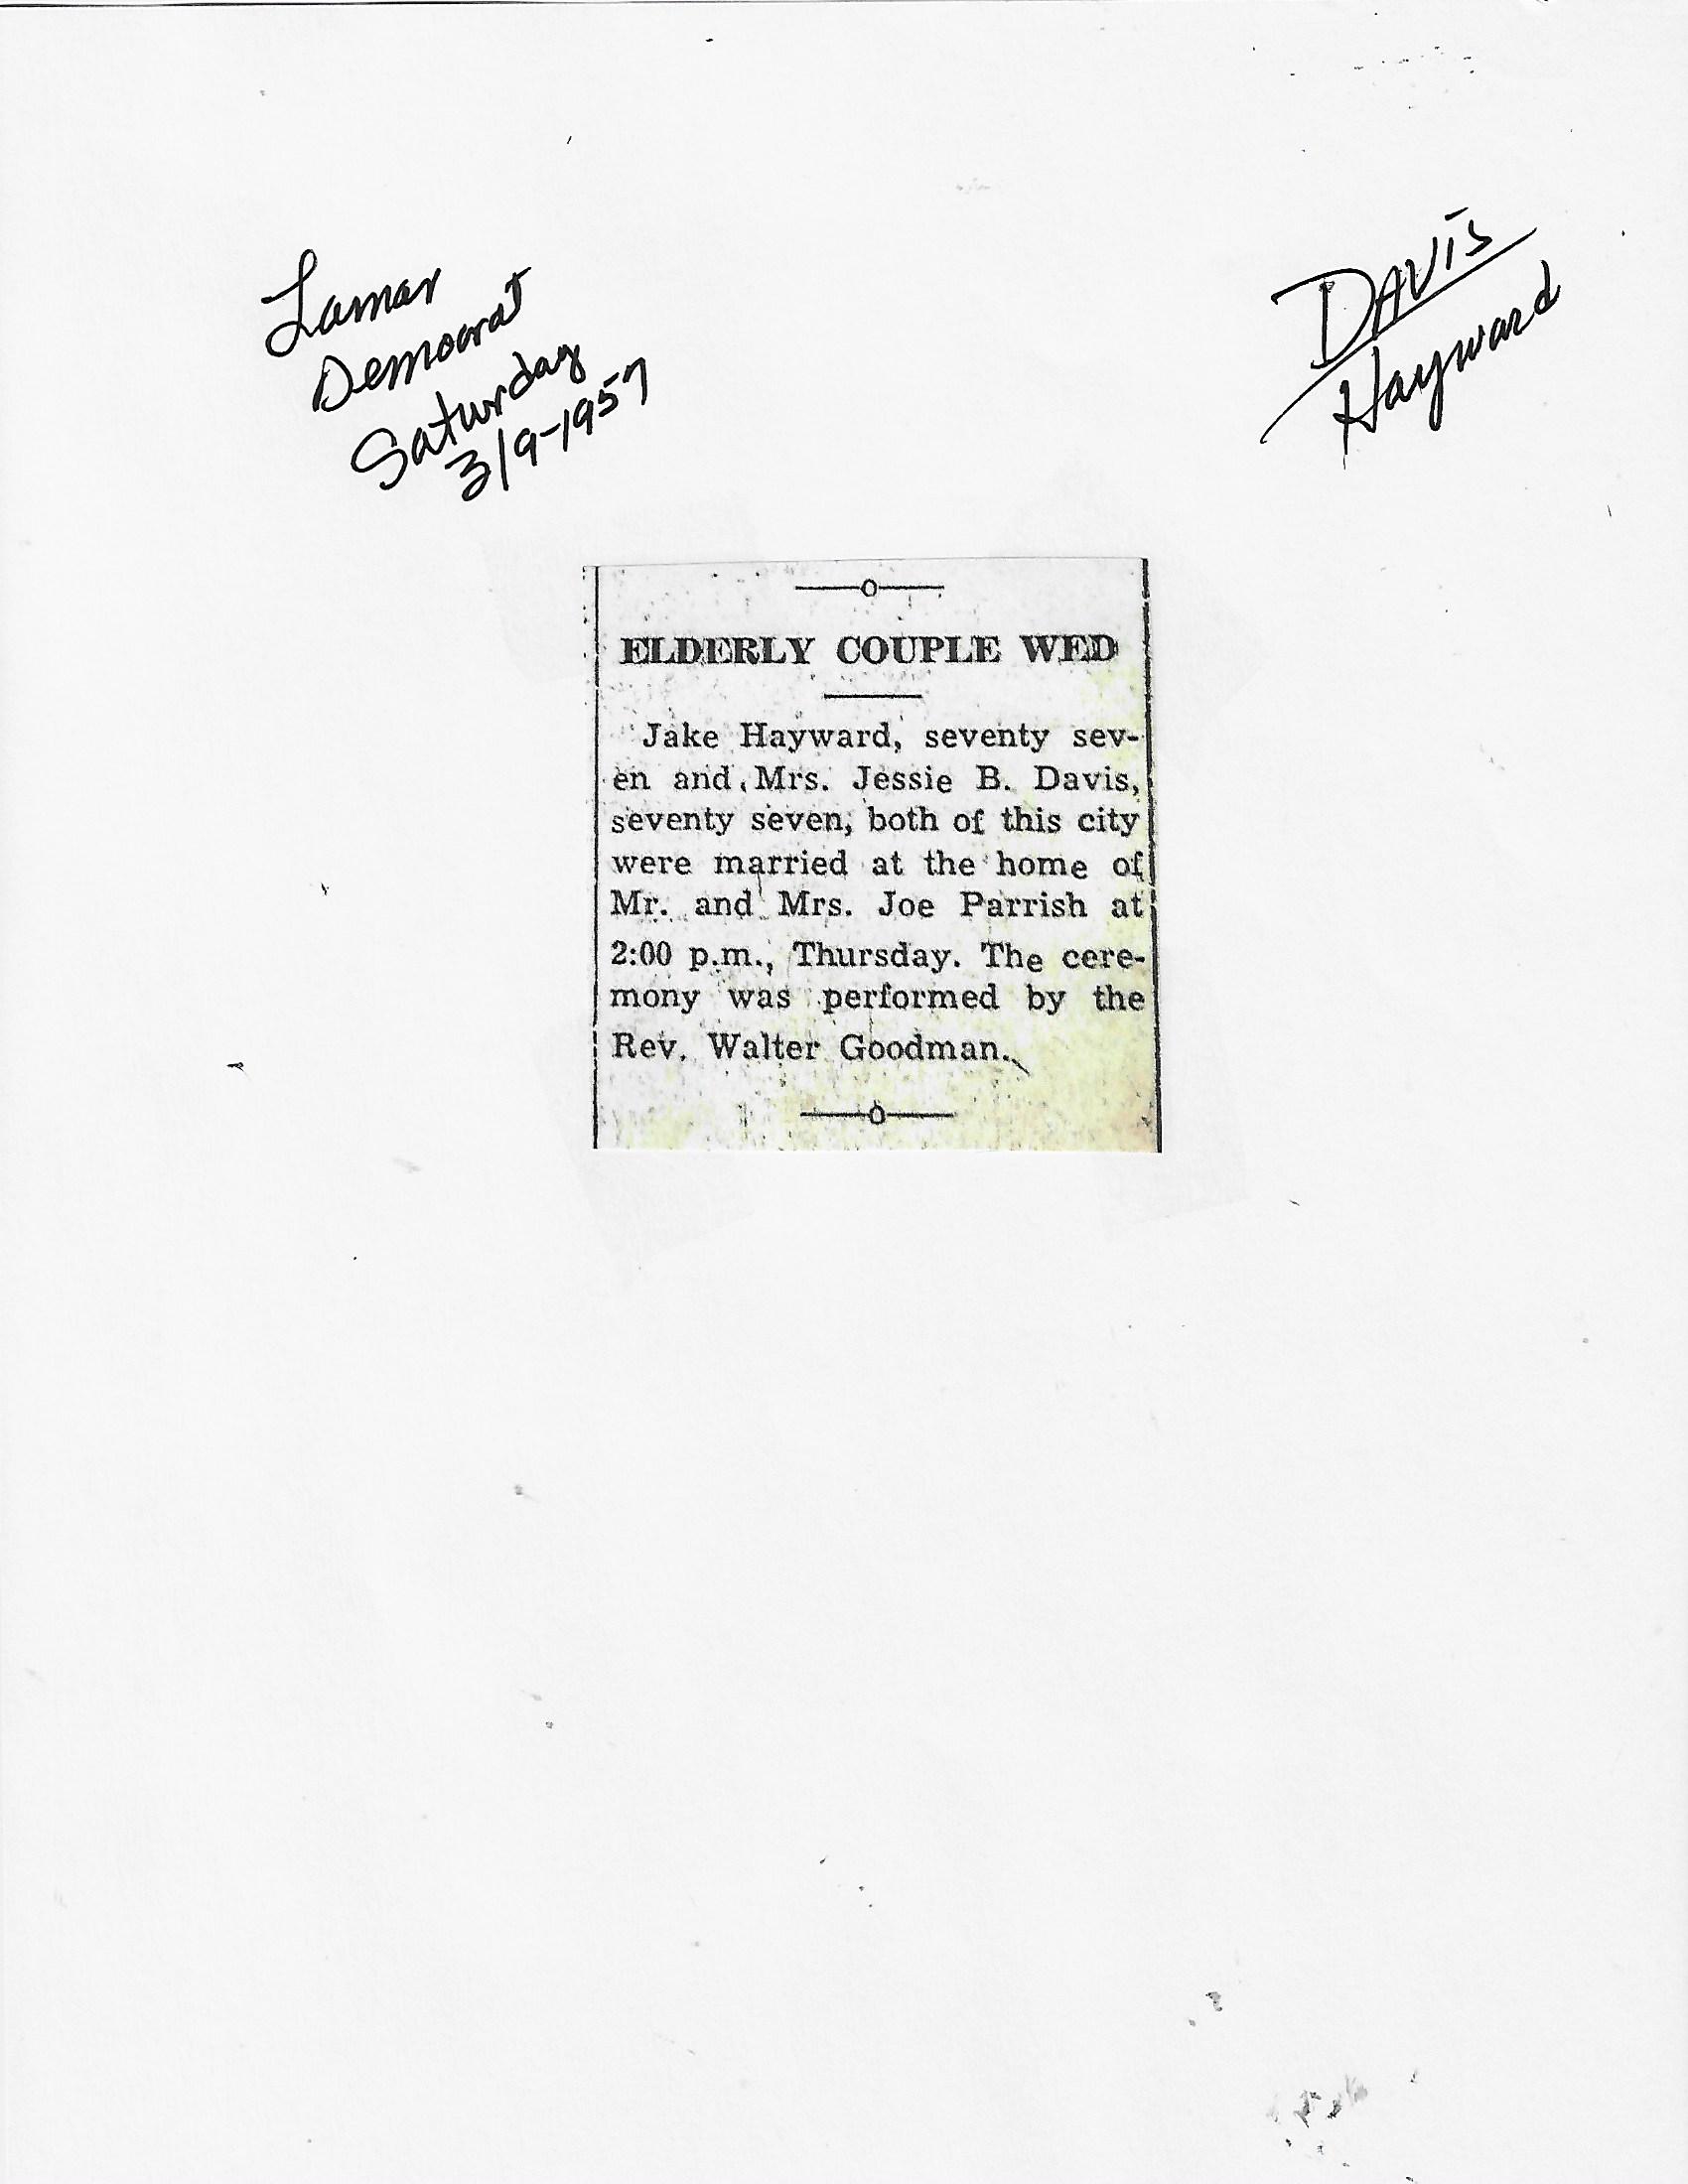 Lamar
Democrat
Saturday
3/9-1957
DAVIS
Hayward
ELDERLY COUPLE WED
Jake Hayward, seventy sev-
en and Mrs. Jessie B. Davis,
seventy seven, both of this city
were married at the home of
Mr. and Mrs. Joe Parrish at
2:00 p.m., Thursday. The cere-
mony was performed by the
Rev. Walter Goodman.